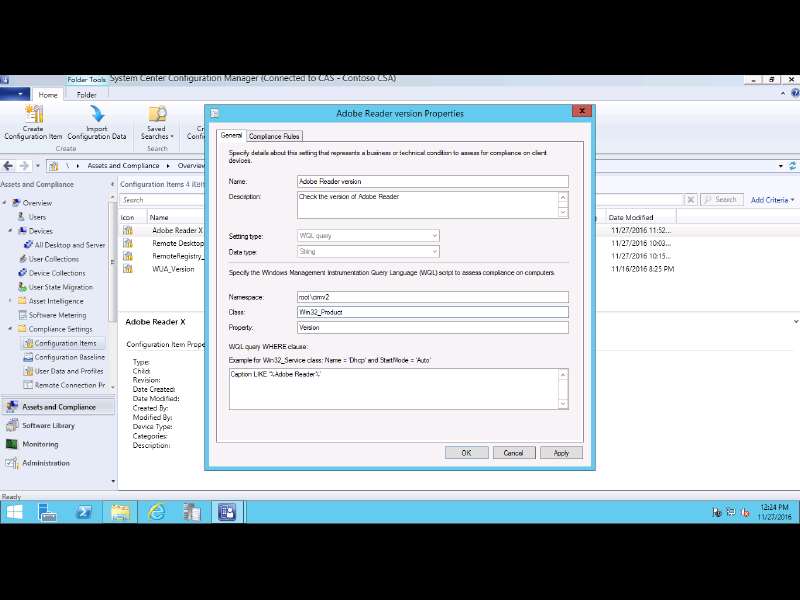 Folder Tools System Center Configuration Manager (Connected to CAS - Contoso CSA)
Home Folder
Create Configuration Item
Import Configuration Data
Saved Searches
Create
Search
\ Assets and Compliance Overview
Assets and Compliance
Overview
Users
Devices
All Desktop and Server
User Collections
Device Collections
User State Migration
Asset Intelligence
Software Metering
Compliance Settings
Configuration Items
Configuration Baseline
User Data and Profiles
Remote Connection Pr
Assets and Compliance
Software Library
Monitoring
Administration
Ready
Configuration Items 4 items
Search
Search
Add Criteria
Icon Name Date Modified
Adobe Reader X 11/27/2016 11:52...
Remote Desktop 11/27/2016 10:03...
RemoteRegistry_ 11/27/2016 10:15...
WUA_Version 11/16/2016 8:25 PM
Adobe Reader X
Configuration Item Prope
Type:
Child:
Revision:
Date Created:
Date Modified:
Created By:
Modified By:
Device Type:
Categories:
Description:
Adobe Reader version Properties
General Compliance Rules
Specify details about this setting that represents a business or technical condition to assess for compliance on client
devices.
Name: Adobe Reader version
Description: Check the version of Adobe Reader
Setting type: WQL query
Data type: String
Specify the Windows Management Instrumentation Query Language (WQL) script to assess compliance on computers.
Namespace: root\cimv2
Class: Win32_Product
Property: Version
WQL query WHERE clause:
Example for Win32_Service class: Name = 'Dhcp' and StartMode = 'Auto'
Caption LIKE '%Adobe Reader%'
OK Cancel Apply
12:24 PM
11/27/2016